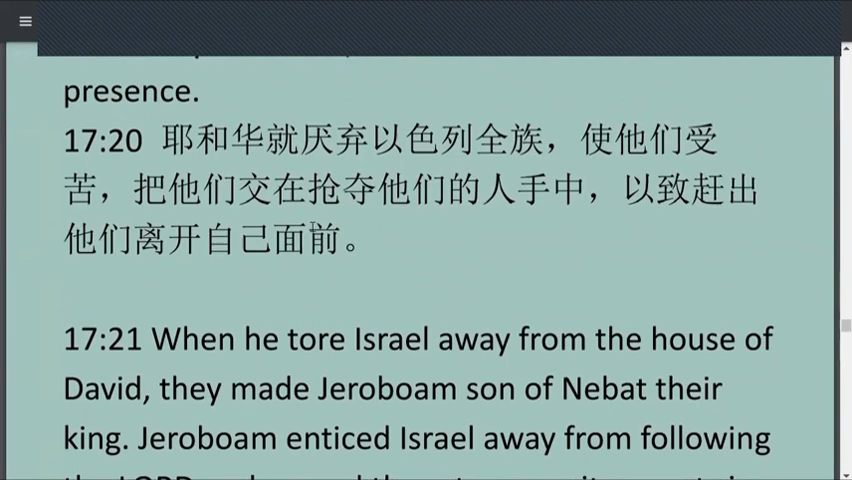 presence.
17:20 耶和华就厌弃以色列全族，使他们受
苦，把他们交在抢夺他们的人手中，以致赶出
他们离开自己面前。
17:21 When he tore Israel away from the house of
David, they made Jeroboam son of Nebat their
king. Jeroboam enticed Israel away from following